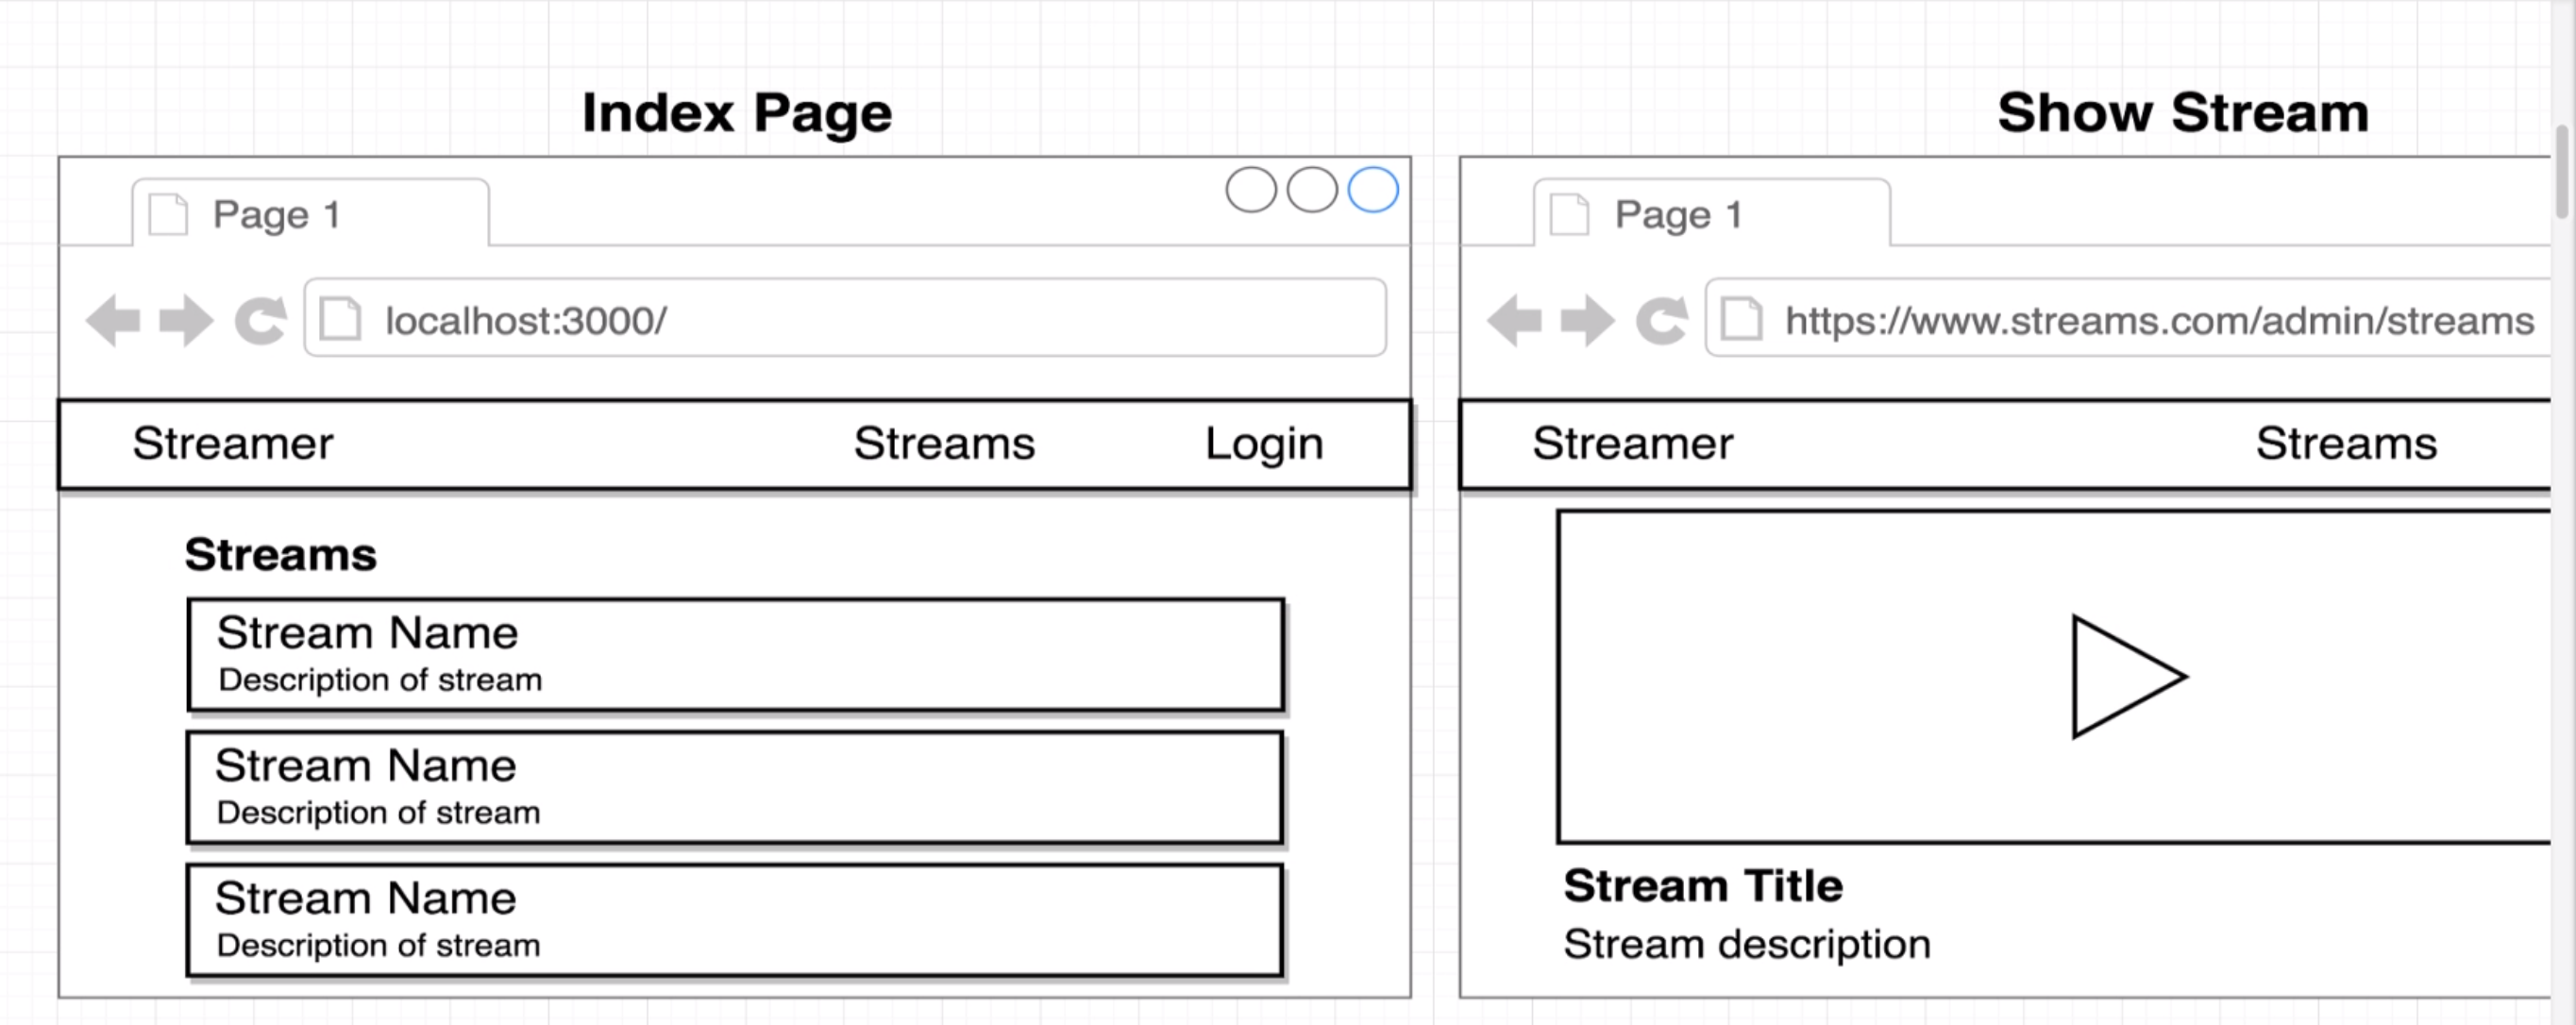 Index Page
Page 1
localhost:3000/
Streamer Streams Login
Streams
Stream Name
Description of stream
Stream Name
Description of stream
Stream Name
Description of stream
Show Stream
Page 1
https://www.streams.com/admin/streams
Streamer Streams
Stream Title
Stream description